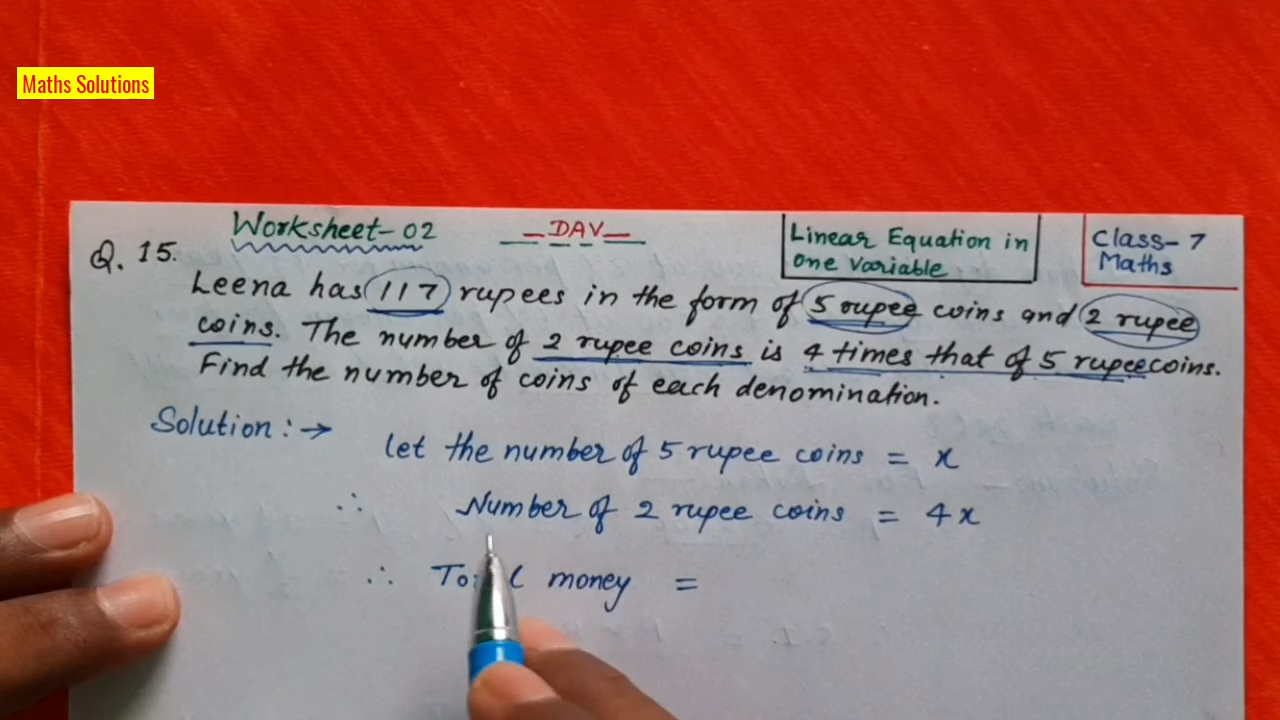 Maths Solutions
Worksheet-02
DAV
Linear Equation in
one variable
Class-7
Maths
Q. 15.
Leena has 117 rupees in the form of 5 rupee coins and 2 rupee
coins. The number of 2 rupee coins is 4 times that of 5 rupee coins.
Find the number of coins of each denomination.
Solution :→
let the number of 5 rupee coins = x
∴ Number of 2 rupee coins = 4x
∴ Total money =